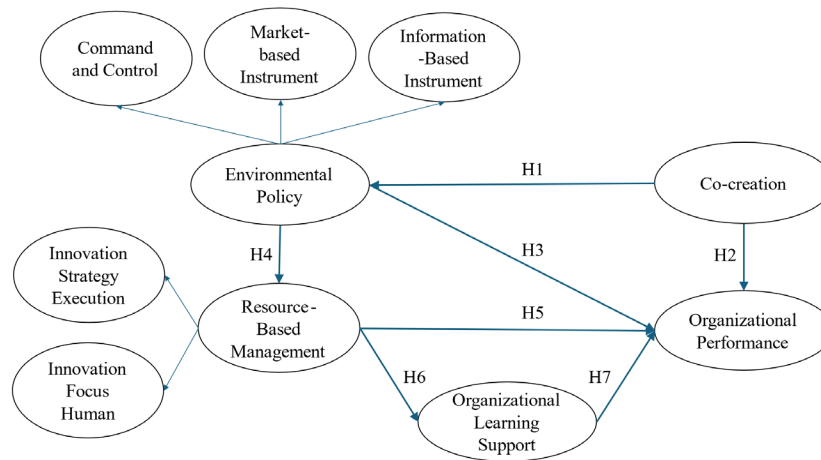 Command
and Control
Market-
based
Instrument
Information
-Based
Instrument
Environmental
Policy
H1
Co-creation
H4
H3
H2
Innovation
Strategy
Execution
Resource-
Based
Management
H5
Organizational
Performance
Innovation
Focus
Human
H6
Organizational
Learning
Support
H7